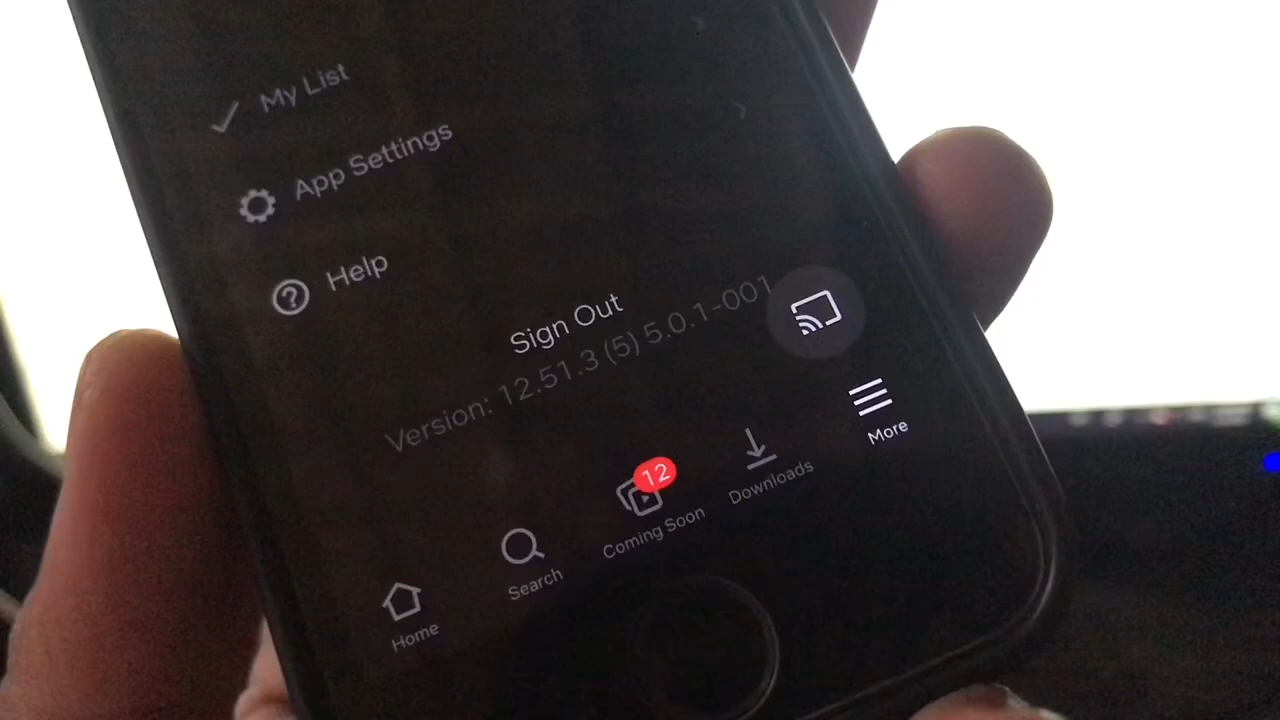 My List
App Settings
Help
Sign Out
Version: 12.51.3 (5) 5.0.1-001
12
Home
Search
Coming Soon
Downloads
More